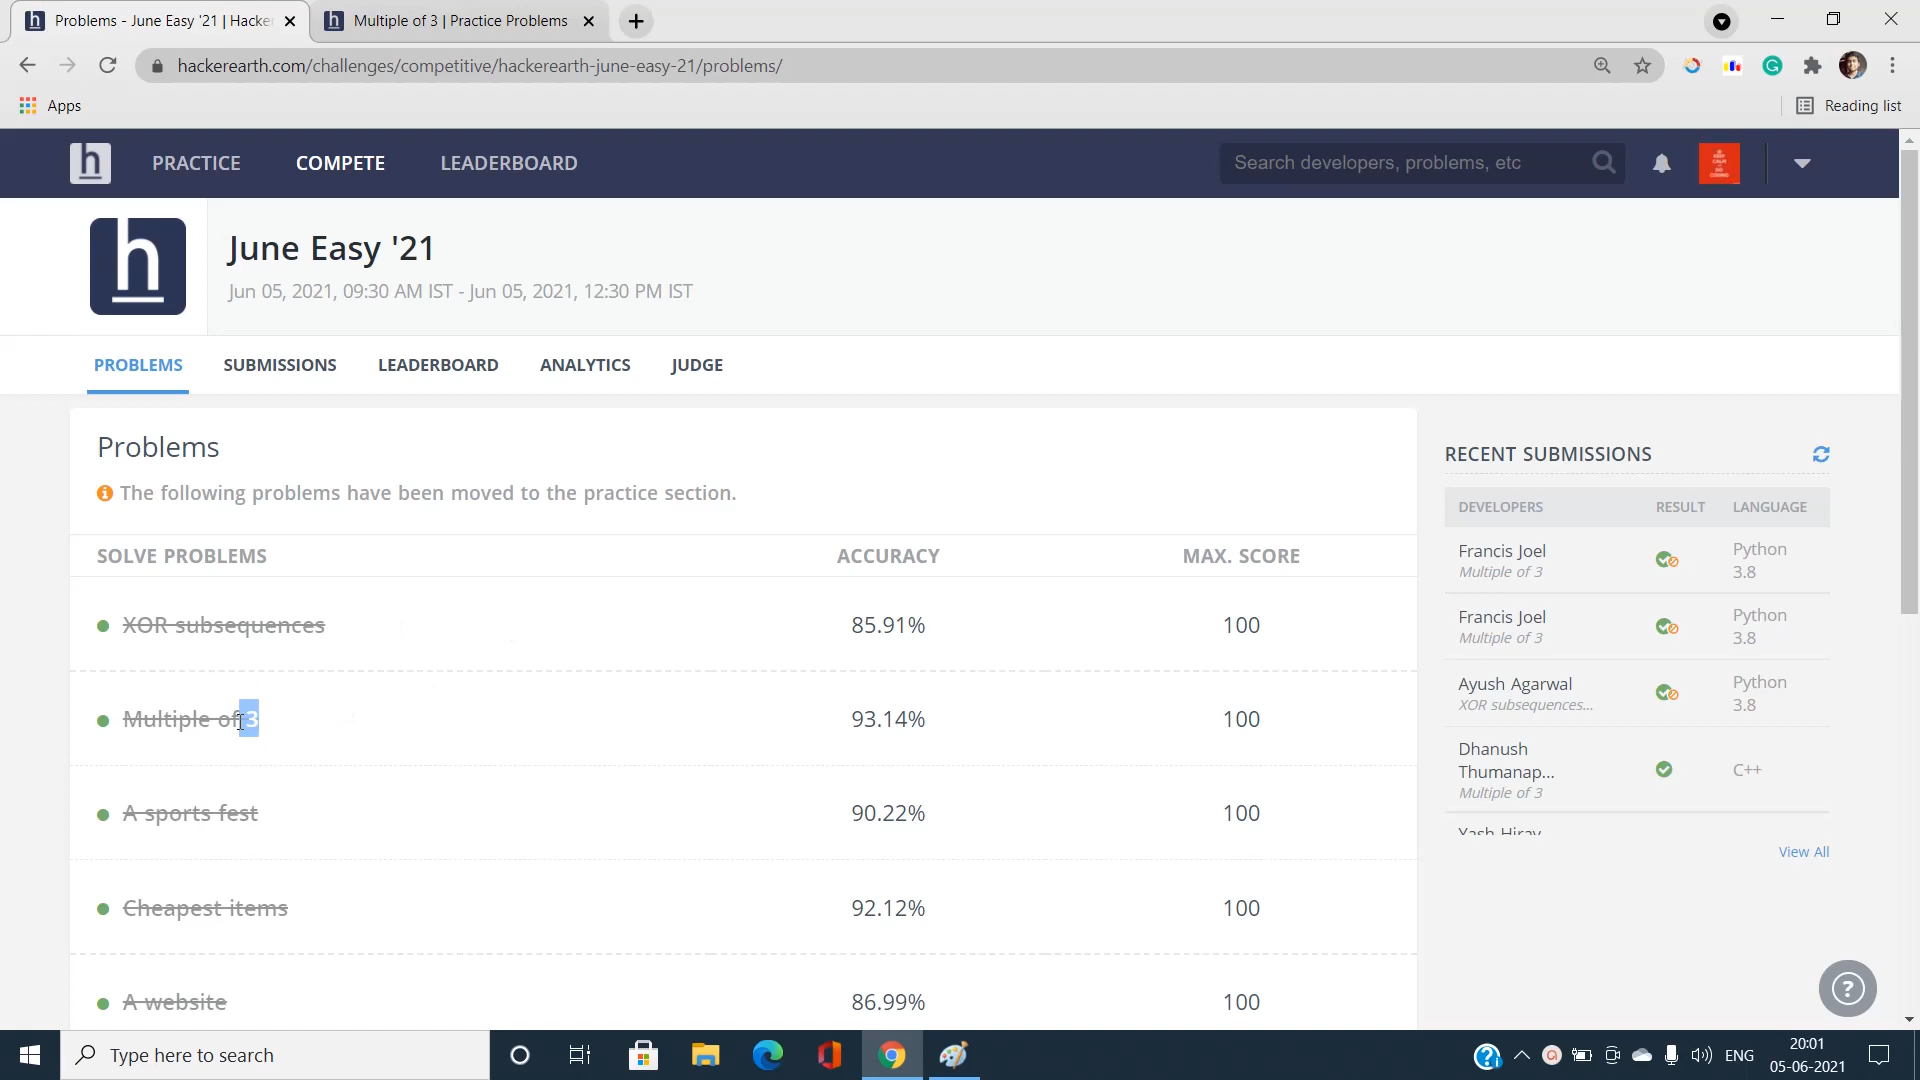 Problems - June Easy '21 | Hacke
Multiple of 3 | Practice Problems
hackerearth.com/challenges/competitive/hackerearth-june-easy-21/problems/
Apps
Reading list
h
PRACTICE
COMPETE
LEADERBOARD
Search developers, problems, etc
h
June Easy '21
Jun 05, 2021, 09:30 AM IST - Jun 05, 2021, 12:30 PM IST
PROBLEMS
SUBMISSIONS
LEADERBOARD
ANALYTICS
JUDGE
Problems
The following problems have been moved to the practice section.
SOLVE PROBLEMS ACCURACY MAX. SCORE
XOR subsequences 85.91% 100
Multiple of 3 93.14% 100
A sports fest 90.22% 100
Cheapest items 92.12% 100
A website 86.99% 100
RECENT SUBMISSIONS
DEVELOPERS RESULT LANGUAGE
Francis Joel
Multiple of 3
Python
3.8
Francis Joel
Multiple of 3
Python
3.8
Ayush Agarwal
XOR subsequences...
Python
3.8
Dhanush
Thumanap...
Multiple of 3
C++
Yash Hirav
View All
?
Type here to search
ENG
20:01
05-06-2021